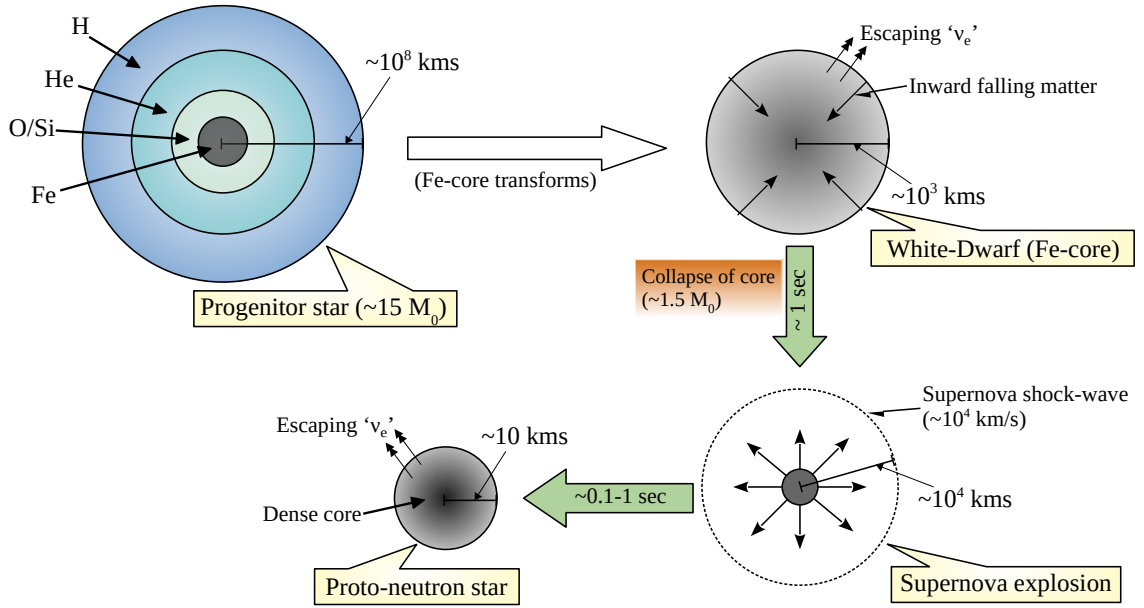 H
He
O/Si
Fe
~10⁸ kms
Progenitor star (~15 M₀)
(Fe-core transforms)
Escaping ‘νₑ’
Inward falling matter
~10³ kms
White-Dwarf (Fe-core)
Collapse of core
(~1.5 M₀)
~ 1 sec
Supernova shock-wave
(~10⁴ km/s)
~10⁴ kms
Supernova explosion
~0.1-1 sec
Escaping ‘νₑ’
~10 kms
Dense core
Proto-neutron star